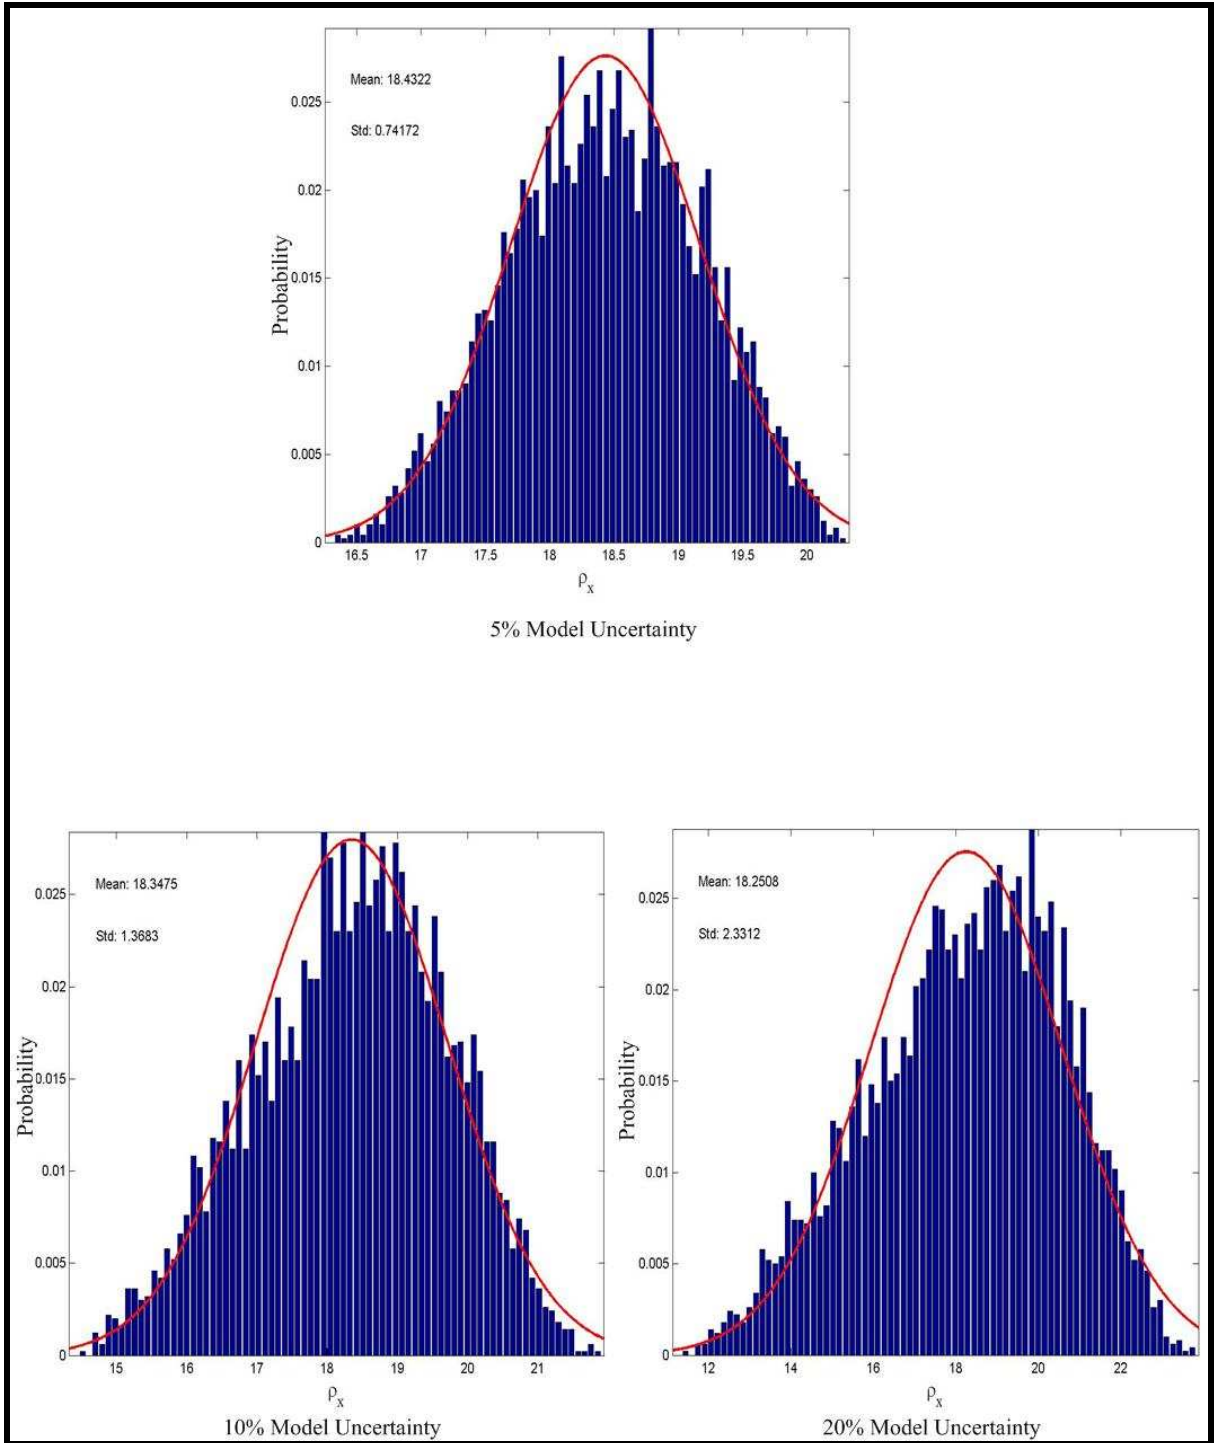 Mean: 18.4322
Std: 0.74172
0.025
0.02
0.015
0.01
0.005
0
Probability
16.5 17 17.5 18 18.5 19 19.5 20
ρx
5% Model Uncertainty
Mean: 18.3475
Std: 1.3683
0.025
0.02
0.015
0.01
0.005
0
Probability
15 16 17 18 19 20 21
ρx
10% Model Uncertainty
Mean: 18.2508
Std: 2.3312
0.025
0.02
0.015
0.01
0.005
0
Probability
12 14 16 18 20 22
ρx
20% Model Uncertainty